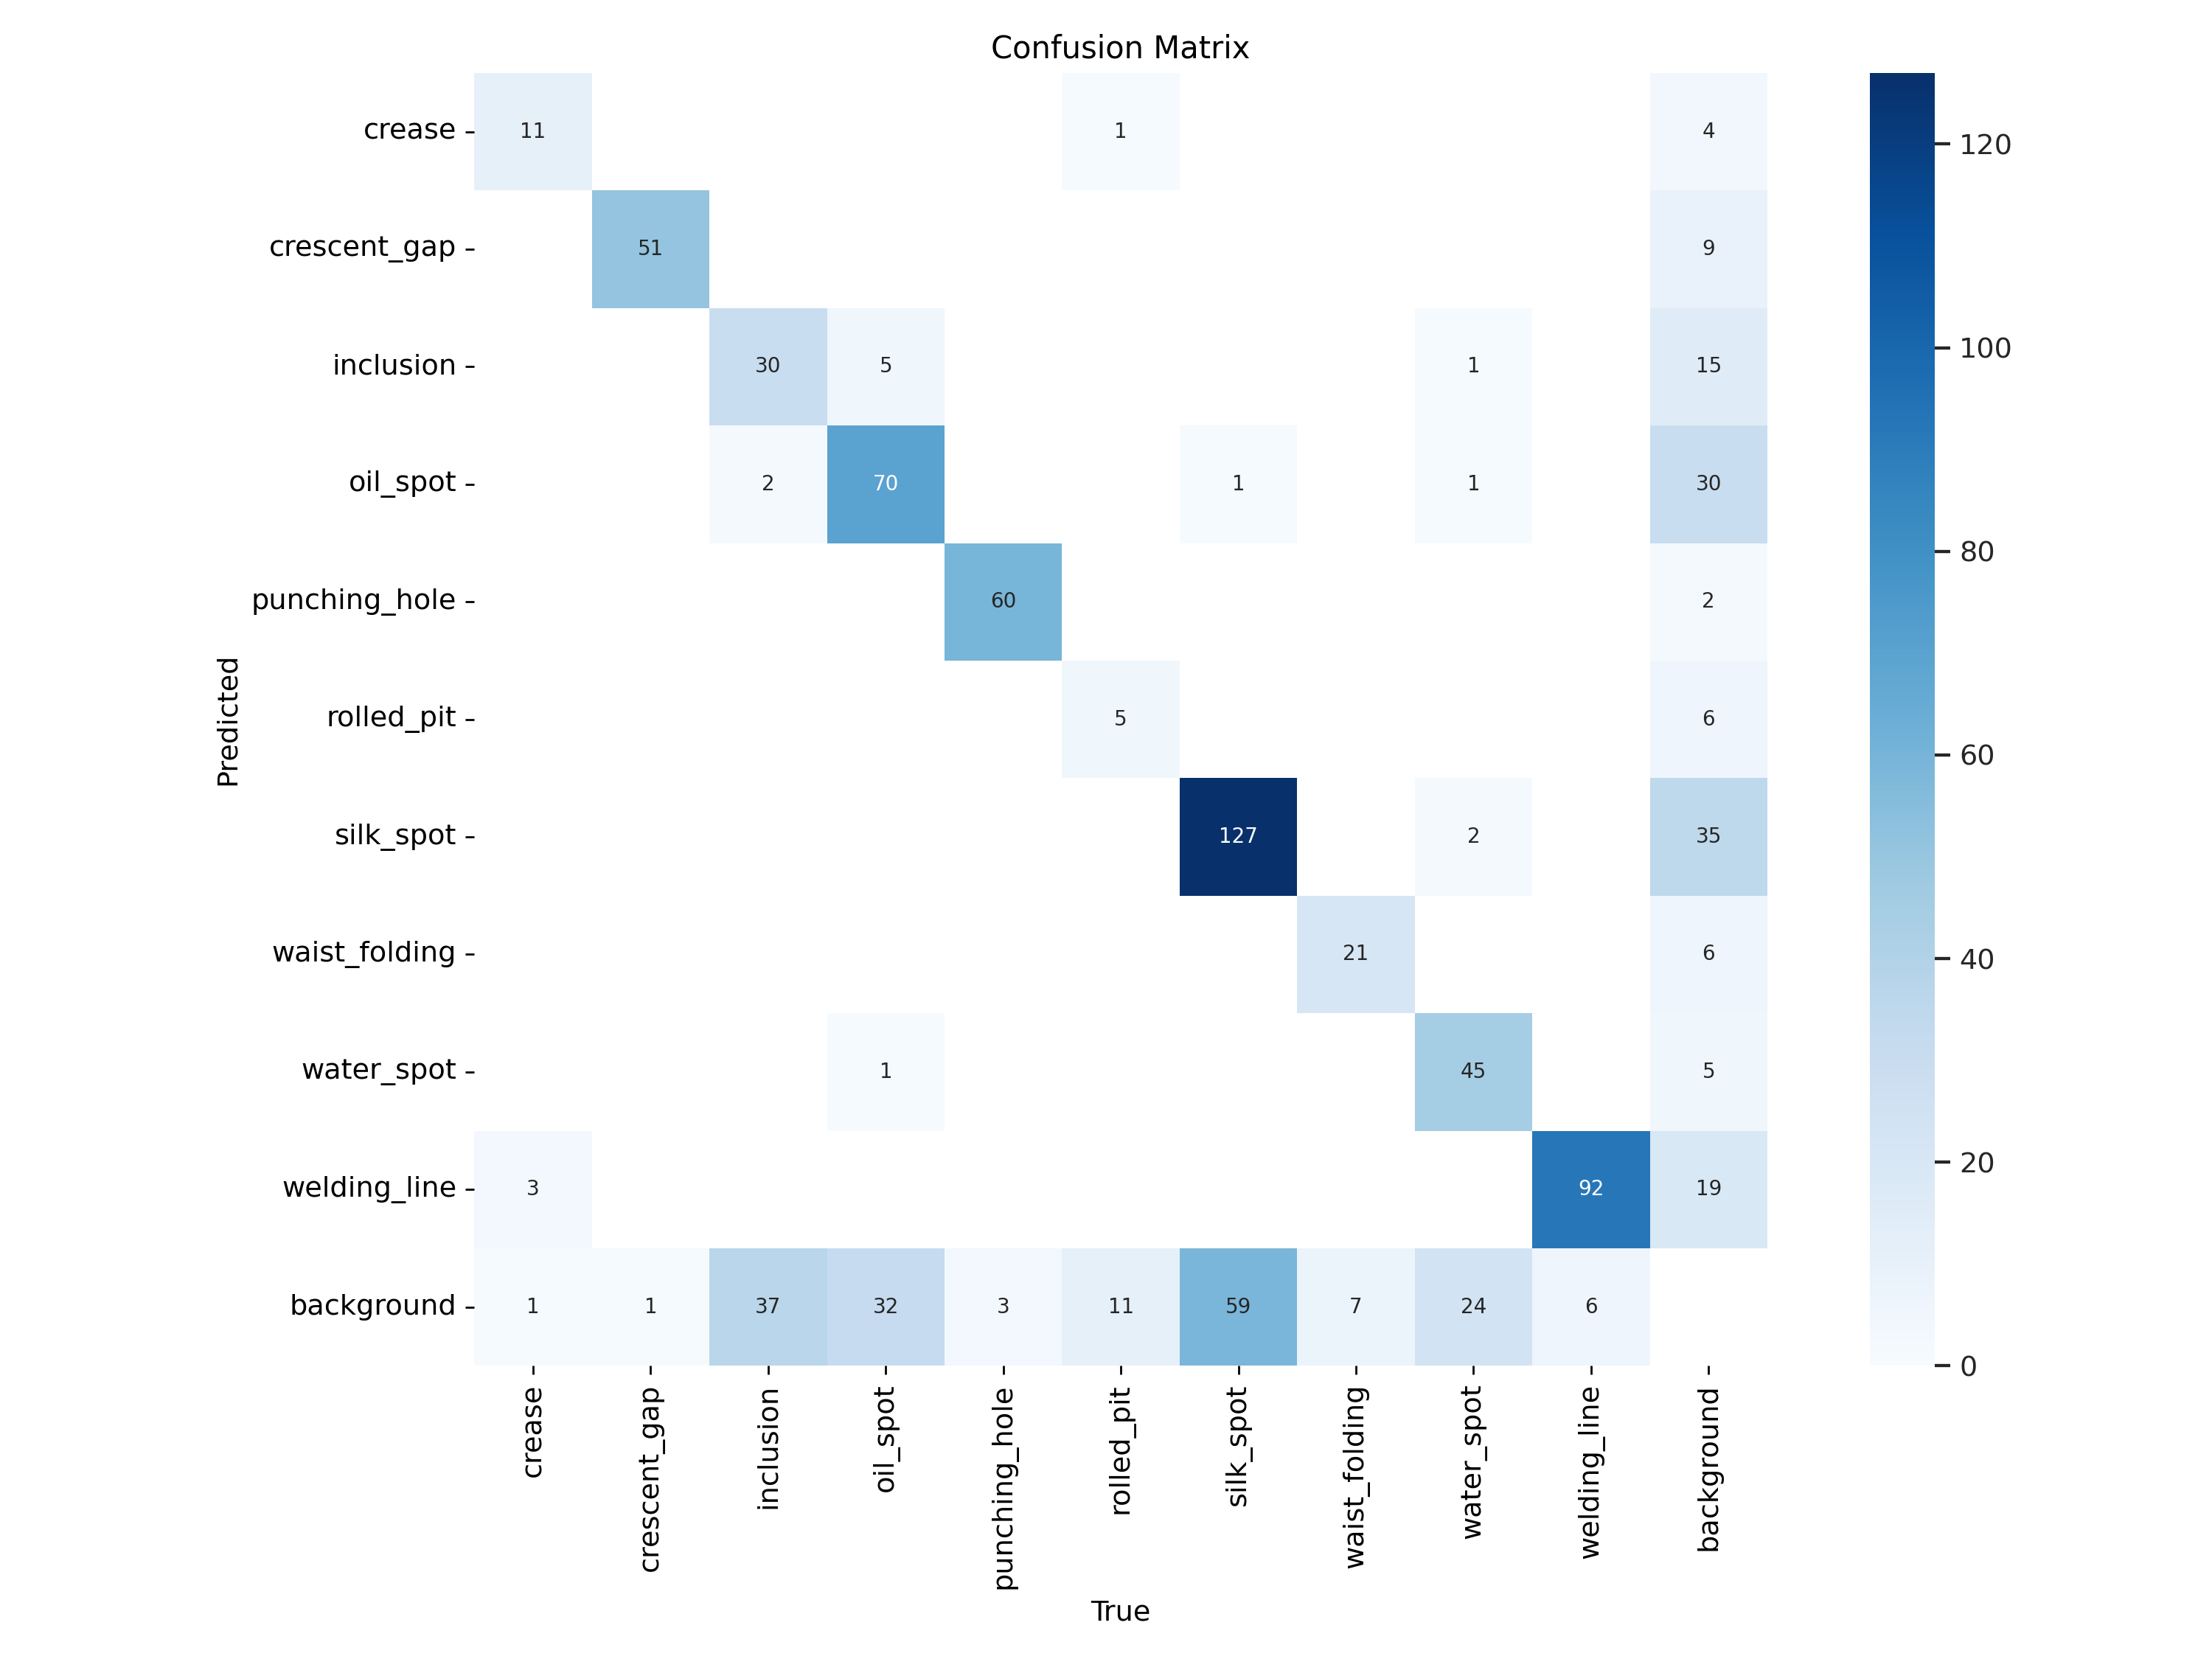 Confusion Matrix
crease 11 1 4
crescent_gap 51 9
inclusion 30 5 1 15
oil_spot 2 70 1 1 30
punching_hole 60 2
rolled_pit 5 6
silk_spot 127 2 35
waist_folding 21 6
water_spot 1 45 5
welding_line 3 92 19
background 1 1 37 32 3 11 59 7 24 6
Predicted
crease
crescent_gap
inclusion
oil_spot
punching_hole
rolled_pit
silk_spot
waist_folding
water_spot
welding_line
background
True
120
100
80
60
40
20
0